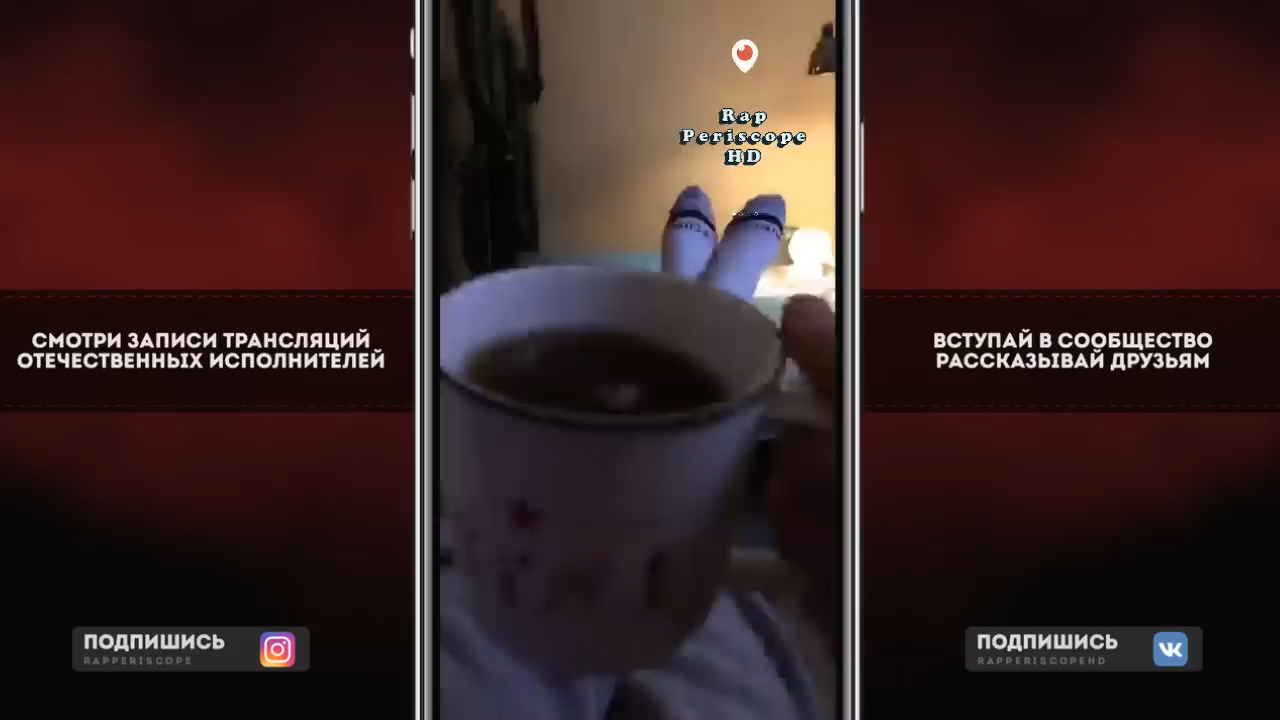 Rap
Periscope
HD
СМОТРИ ЗАПИСИ ТРАНСЛЯЦИЙ
ОТЕЧЕСТВЕННЫХ ИСПОЛНИТЕЛЕЙ
ВСТУПАЙ В СООБЩЕСТВО
РАССКАЗЫВАЙ ДРУЗЬЯМ
ПОДПИШИСЬ
RAPPERISCOPE
ПОДПИШИСЬ
RAPPERISCOPEHD